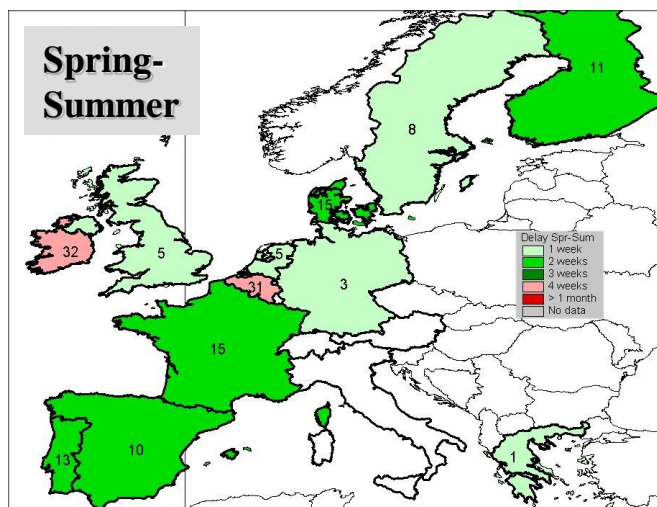 Spring-
Summer
11
8
15
32
5
5
31
3
15
10
13
1
Delay Spr-Sum
1 week
2 weeks
3 weeks
4 weeks
> 1 month
No data